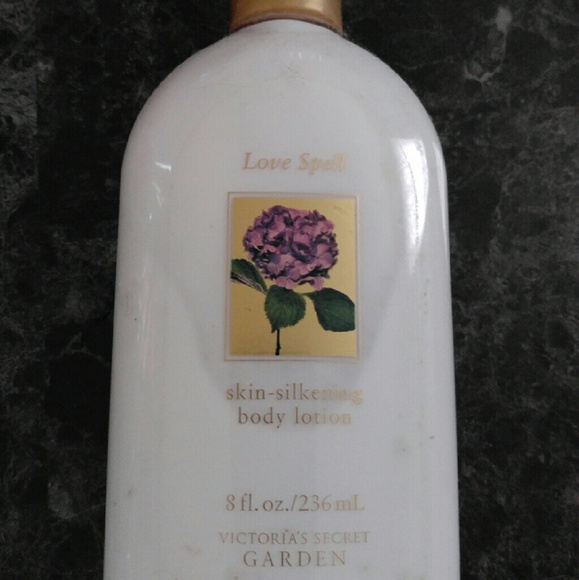 Love Spell
skin-silkening
body lotion
8 fl. oz./236 mL
VICTORIA'S SECRET
GARDEN